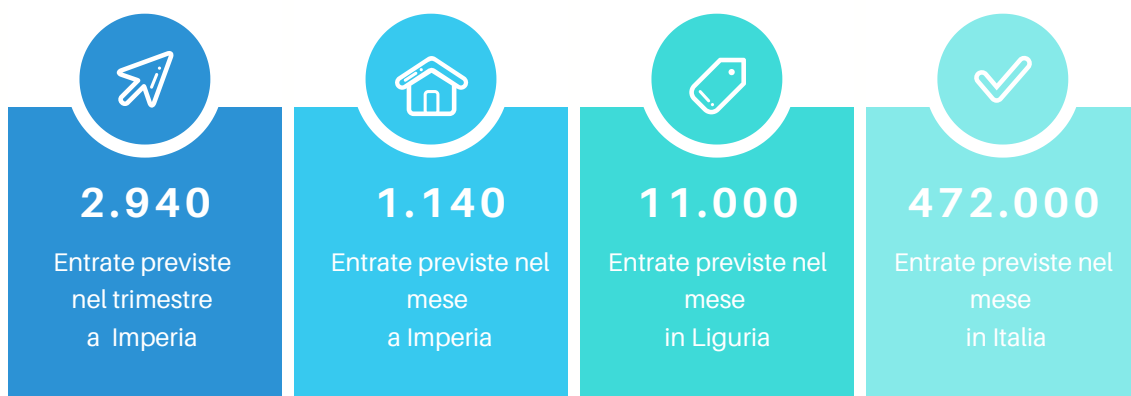 2.940
Entrate previste
nel trimestre
a Imperia
1.140
Entrate previste nel
mese
a Imperia
11.000
Entrate previste nel
mese
in Liguria
472.000
Entrate previste nel
mese
in Italia